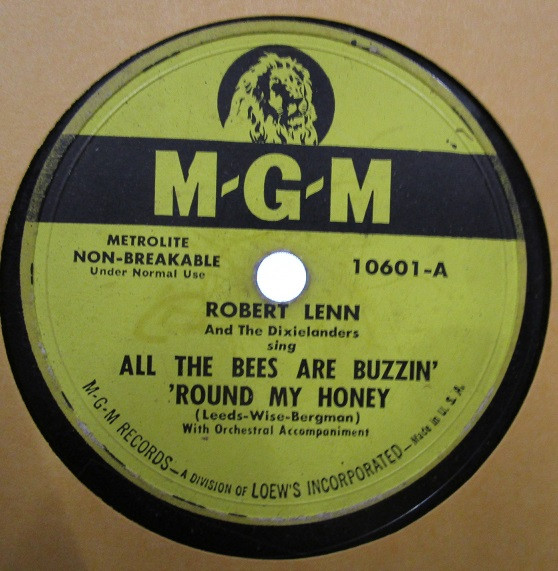 M-G-M
METROLITE
NON-BREAKABLE
Under Normal Use
10601-A
ROBERT LENN
And The Dixielanders
sing
ALL THE BEES ARE BUZZIN'
'ROUND MY HONEY
(Leeds-Wise-Bergman)
With Orchestral Accompaniment
M-G-M RECORDS—A DIVISION OF LOEW'S INCORPORATED—Made in U.S.A.